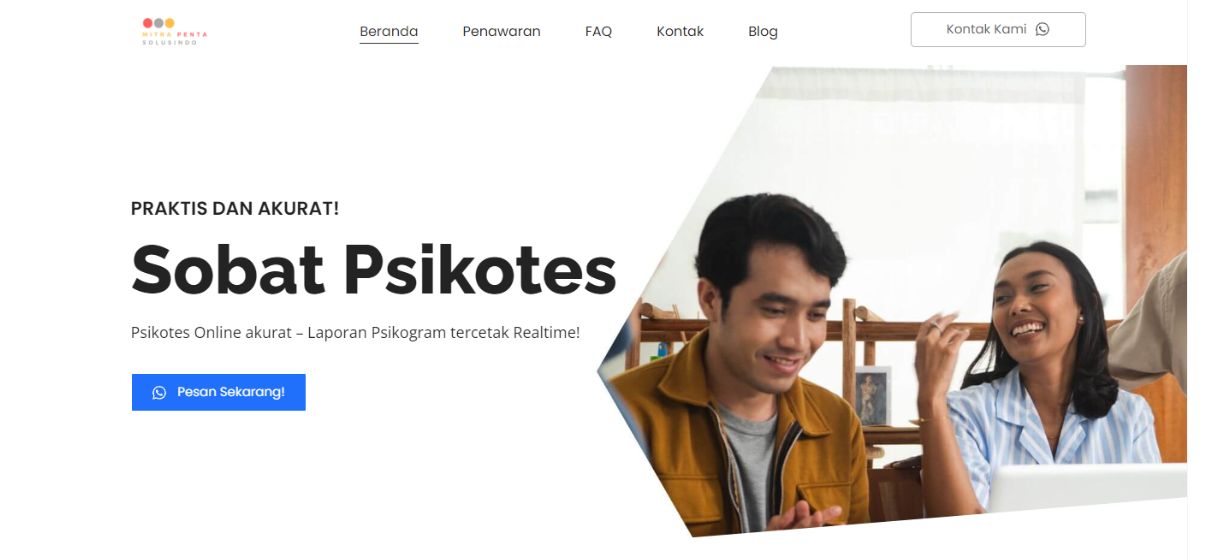 MITRA PENTA
SOLUSINDO
Beranda
Penawaran
FAQ
Kontak
Blog
Kontak Kami
PRAKTIS DAN AKURAT!
Sobat Psikotes
Psikotes Online akurat – Laporan Psikogram tercetak Realtime!
Pesan Sekarang!